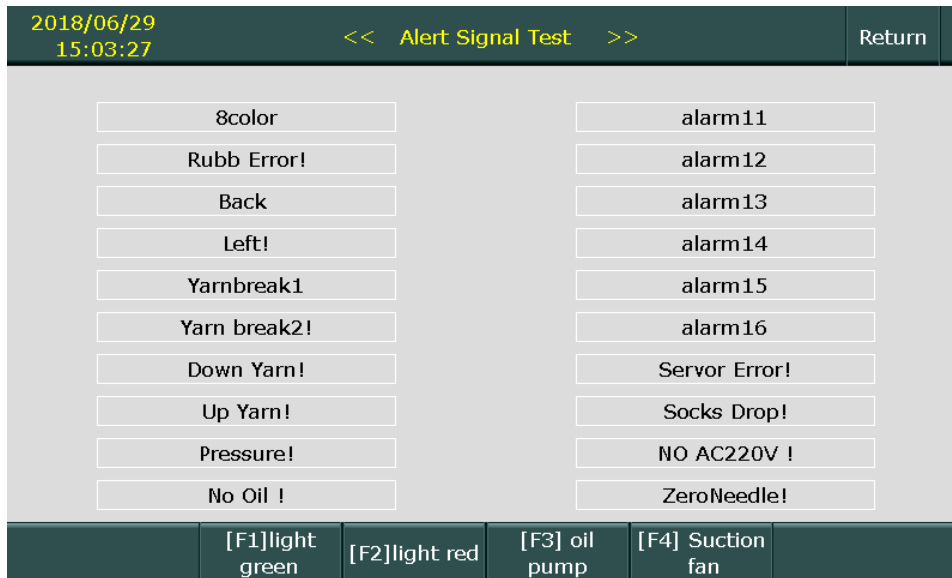 2018/06/29
15:03:27
<< Alert Signal Test >>
Return
8color
Rubb Error!
Back
Left!
Yarnbreak1
Yarn break2!
Down Yarn!
Up Yarn!
Pressure!
No Oil !
alarm11
alarm12
alarm13
alarm14
alarm15
alarm16
Servor Error!
Socks Drop!
NO AC220V !
ZeroNeedle!
[F1]light
green
[F2]light red
[F3] oil
pump
[F4] Suction
fan